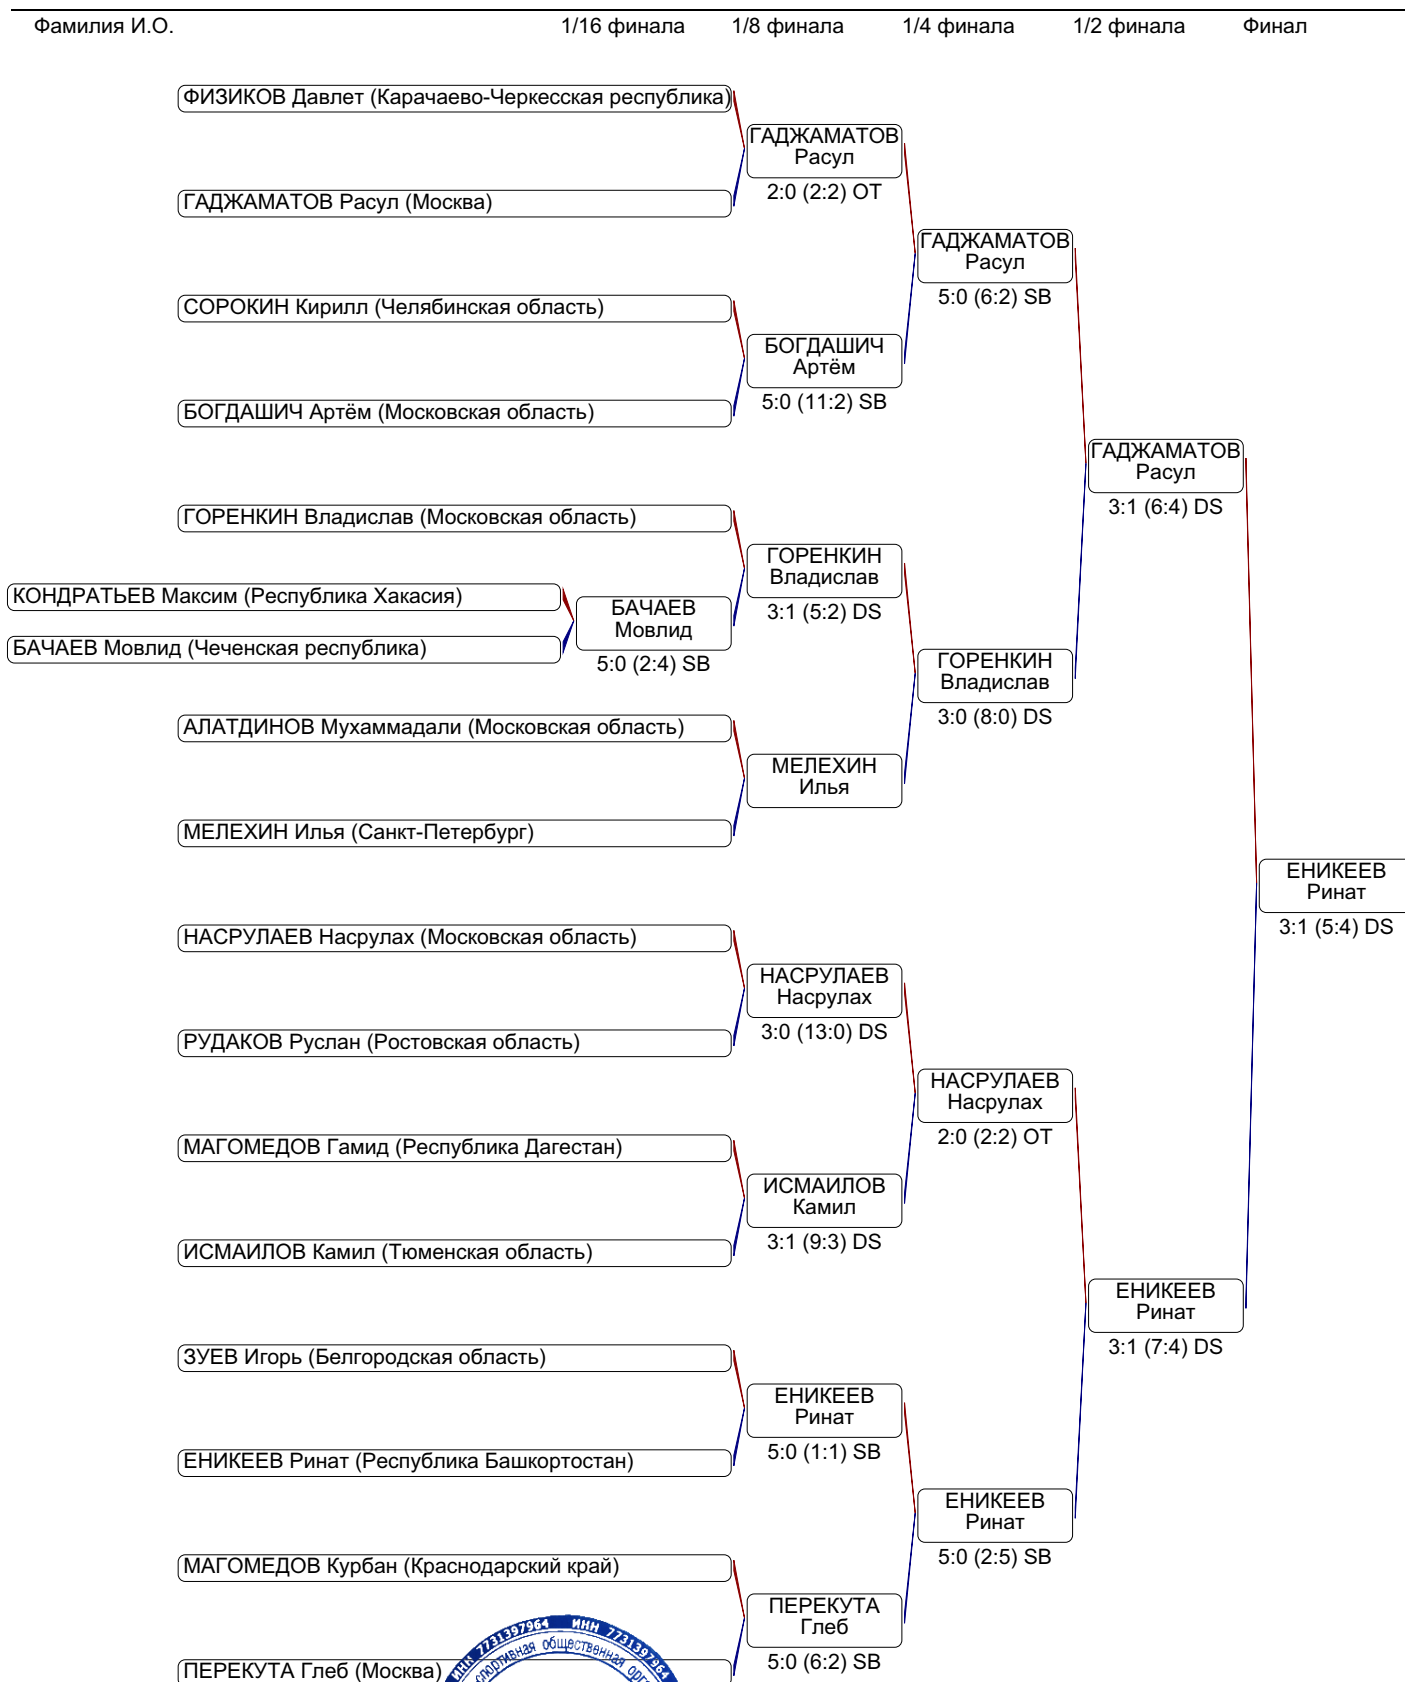 Фамилия И.О. 1/16 финала 1/8 финала 1/4 финала 1/2 финала Финал
ФИЗИКОВ Давлет (Карачаево-Черкесская республика)
ГАДЖАМАТОВ
Расул
2:0 (2:2) OT
ГАДЖАМАТОВ Расул (Москва)
ГАДЖАМАТОВ
Расул
5:0 (6:2) SB
СОРОКИН Кирилл (Челябинская область)
БОГДАШИЧ
Артём
5:0 (11:2) SB
БОГДАШИЧ Артём (Московская область)
ГАДЖАМАТОВ
Расул
3:1 (6:4) DS
ГОРЕНКИН Владислав (Московская область)
ГОРЕНКИН
Владислав
3:1 (5:2) DS
КОНДРАТЬЕВ Максим (Республика Хакасия)
БАЧАЕВ
Мовлид
5:0 (2:4) SB
БАЧАЕВ Мовлид (Чеченская республика)
ГОРЕНКИН
Владислав
3:0 (8:0) DS
АЛАТДИНОВ Мухаммадали (Московская область)
МЕЛЕХИН
Илья
МЕЛЕХИН Илья (Санкт-Петербург)
ЕНИКЕЕВ
Ринат
3:1 (5:4) DS
НАСРУЛАЕВ Насрулах (Московская область)
НАСРУЛАЕВ
Насрулах
3:0 (13:0) DS
РУДАКОВ Руслан (Ростовская область)
НАСРУЛАЕВ
Насрулах
2:0 (2:2) OT
МАГОМЕДОВ Гамид (Республика Дагестан)
ИСМАИЛОВ
Камил
3:1 (9:3) DS
ИСМАИЛОВ Камил (Тюменская область)
ЕНИКЕЕВ
Ринат
3:1 (7:4) DS
ЗУЕВ Игорь (Белгородская область)
ЕНИКЕЕВ
Ринат
5:0 (1:1) SB
ЕНИКЕЕВ Ринат (Республика Башкортостан)
ЕНИКЕЕВ
Ринат
5:0 (2:5) SB
МАГОМЕДОВ Курбан (Краснодарский край)
ПЕРЕКУТА
Глеб
5:0 (6:2) SB
ПЕРЕКУТА Глеб (Москва)
ИНН 7731397964 ИНН 7731397964
спортивная общественная